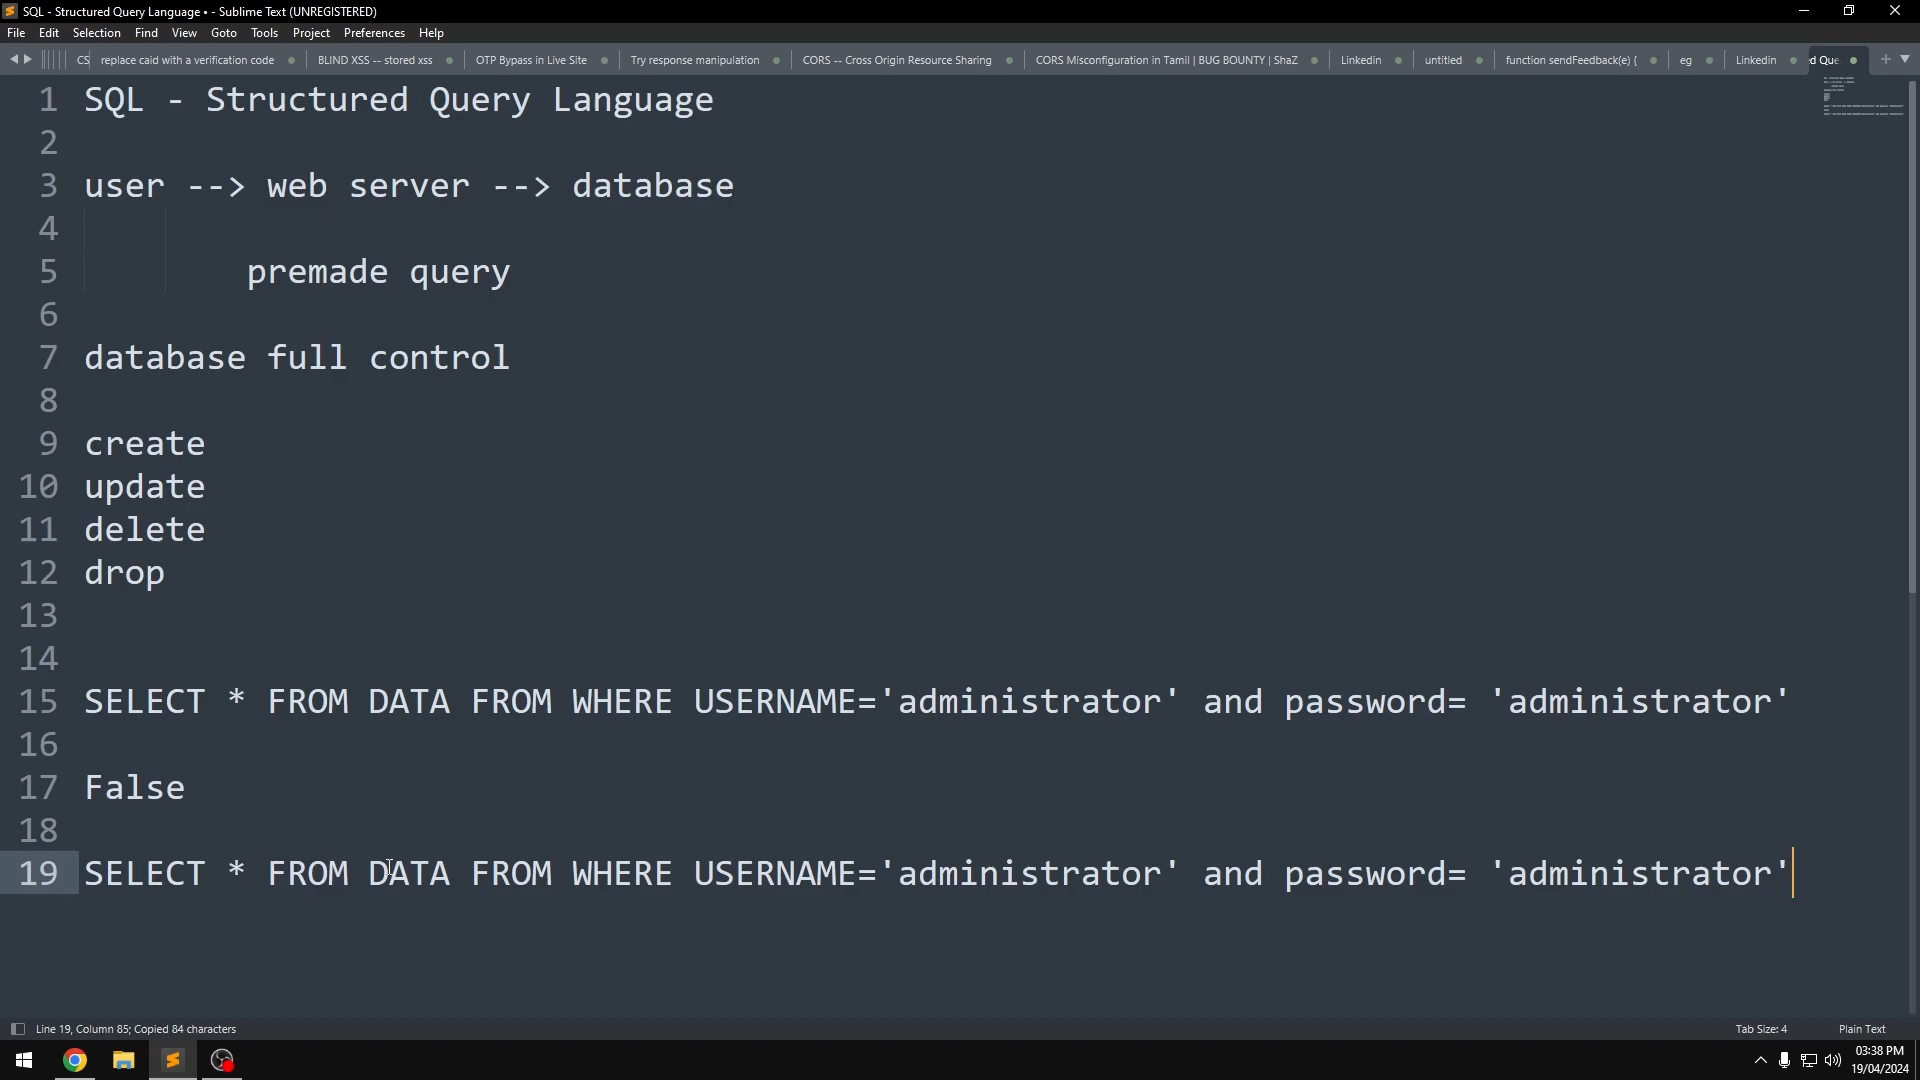 SQL - Structured Query Language • - Sublime Text (UNREGISTERED)
File Edit Selection Find View Goto Tools Project Preferences Help
CS replace caid with a verification code BLIND XSS -- stored xss OTP Bypass in Live Site Try response manipulation CORS -- Cross Origin Resource Sharing CORS Misconfiguration in Tamil | BUG BOUNTY | ShaZ Linkedin untitled function sendFeedback(e) { eg Linkedin d Que
1 SQL - Structured Query Language
2
3 user --> web server --> database
4
5 premade query
6
7 database full control
8
9 create
10 update
11 delete
12 drop
13
14
15 SELECT * FROM DATA FROM WHERE USERNAME='administrator' and password= 'administrator'
16
17 False
18
19 SELECT * FROM DATA FROM WHERE USERNAME='administrator' and password= 'administrator'
Line 19, Column 85; Copied 84 characters Tab Size: 4 Plain Text
03:38 PM
19/04/2024